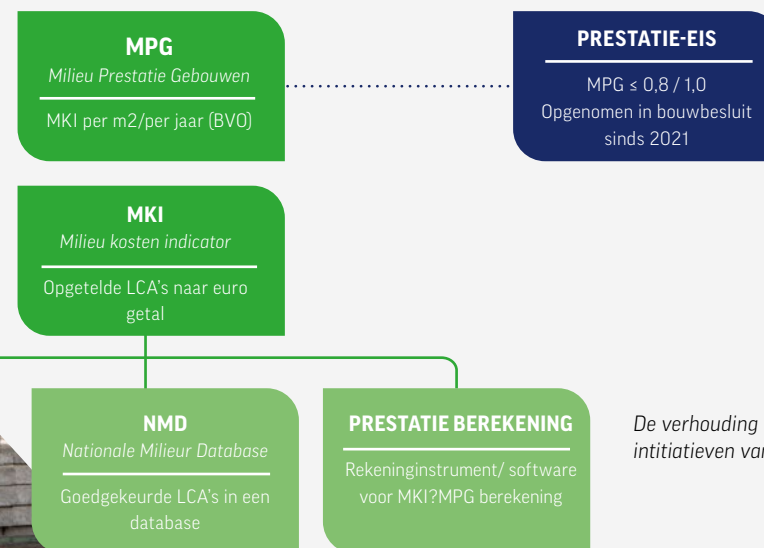 MPG
Milieu Prestatie Gebouwen
MKI per m2/per jaar (BVO)
PRESTATIE-EIS
MPG ≤ 0,8 / 1,0
Opgenomen in bouwbesluit
sinds 2021
MKI
Milieu kosten indicator
Opgetelde LCA's naar euro
getal
NMD
Nationale Milieur Database
Goedgekeurde LCA's in een
database
PRESTATIE BEREKENING
Rekeninginstrument/ software
voor MKI?MPG berekening
De verhouding
intitiatieven var